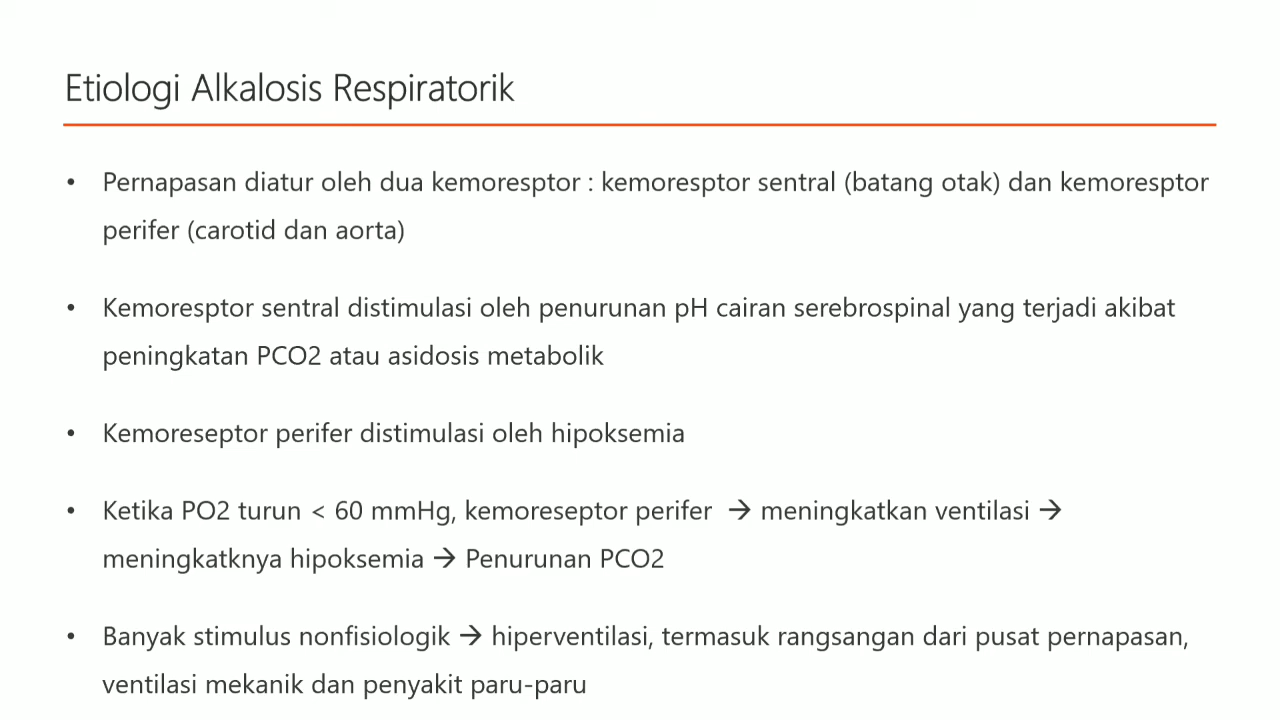 Etiologi Alkalosis Respiratorik
• Pernapasan diatur oleh dua kemoresptor : kemoresptor sentral (batang otak) dan kemoresptor
perifer (carotid dan aorta)
• Kemoresptor sentral distimulasi oleh penurunan pH cairan serebrospinal yang terjadi akibat
peningkatan PCO2 atau asidosis metabolik
• Kemoreseptor perifer distimulasi oleh hipoksemia
• Ketika PO2 turun < 60 mmHg, kemoreseptor perifer → meningkatkan ventilasi →
meningkatknya hipoksemia → Penurunan PCO2
• Banyak stimulus nonfisiologik → hiperventilasi, termasuk rangsangan dari pusat pernapasan,
ventilasi mekanik dan penyakit paru-paru